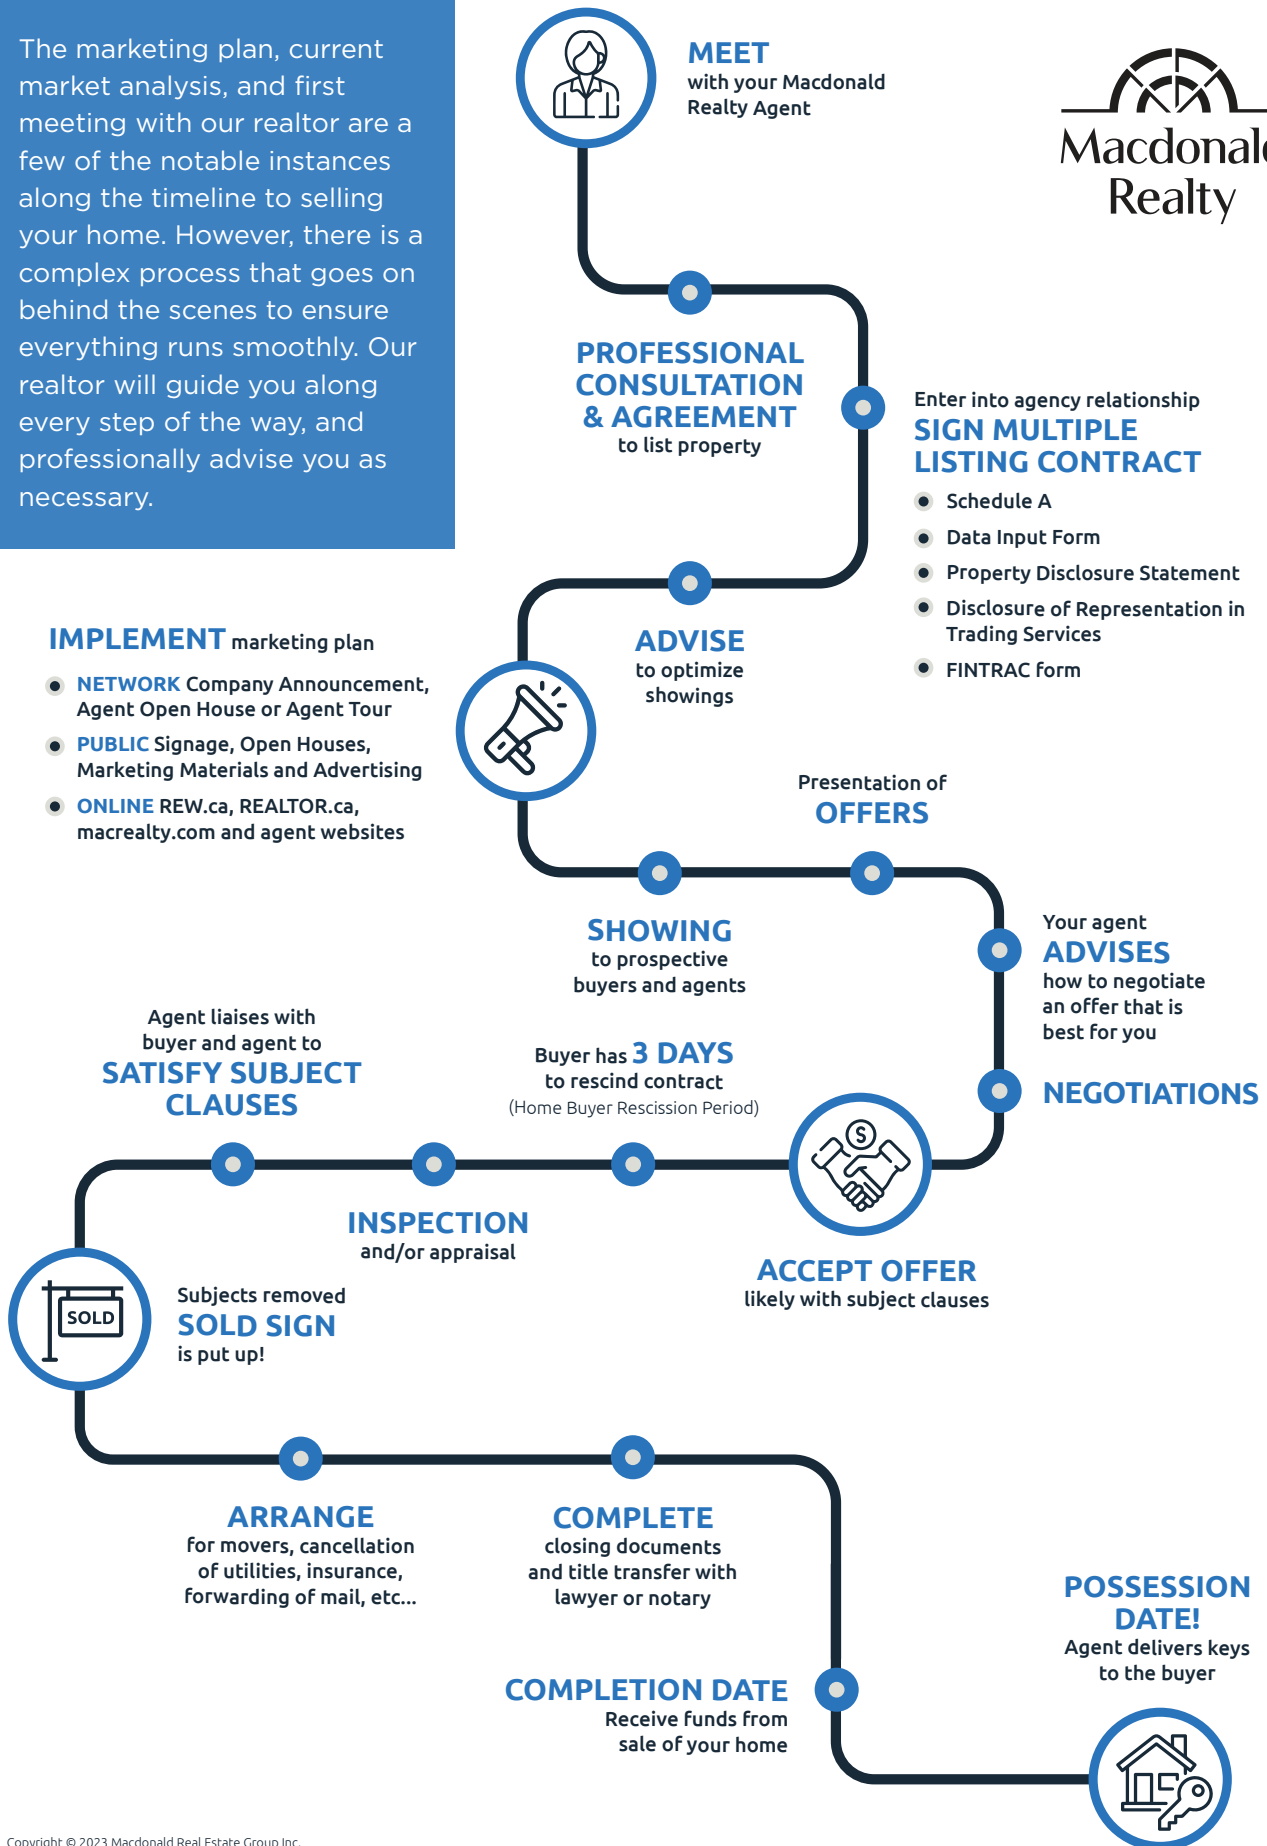 The marketing plan, current
market analysis, and first
meeting with our realtor are a
few of the notable instances
along the timeline to selling
your home. However, there is a
complex process that goes on
behind the scenes to ensure
everything runs smoothly. Our
realtor will guide you along
every step of the way, and
professionally advise you as
necessary.
MEET
with your Macdonald
Realty Agent
Macdonald
Realty
PROFESSIONAL
CONSULTATION
& AGREEMENT
to list property
Enter into agency relationship
SIGN MULTIPLE
LISTING CONTRACT
Schedule A
Data Input Form
Property Disclosure Statement
Disclosure of Representation in
Trading Services
FINTRAC form
ADVISE
to optimize
showings
IMPLEMENT marketing plan
NETWORK Company Announcement,
Agent Open House or Agent Tour
PUBLIC Signage, Open Houses,
Marketing Materials and Advertising
ONLINE REW.ca, REALTOR.ca,
macrealty.com and agent websites
SHOWING
to prospective
buyers and agents
Presentation of
OFFERS
Your agent
ADVISES
how to negotiate
an offer that is
best for you
NEGOTIATIONS
$
ACCEPT OFFER
likely with subject clauses
Buyer has 3 DAYS
to rescind contract
(Home Buyer Rescission Period)
INSPECTION
and/or appraisal
Agent liaises with
buyer and agent to
SATISFY SUBJECT
CLAUSES
SOLD
Subjects removed
SOLD SIGN
is put up!
ARRANGE
for movers, cancellation
of utilities, insurance,
forwarding of mail, etc...
COMPLETE
closing documents
and title transfer with
lawyer or notary
COMPLETION DATE
Receive funds from
sale of your home
POSSESSION
DATE!
Agent delivers keys
to the buyer
Copyright © 2023 Macdonald Real Estate Group Inc.